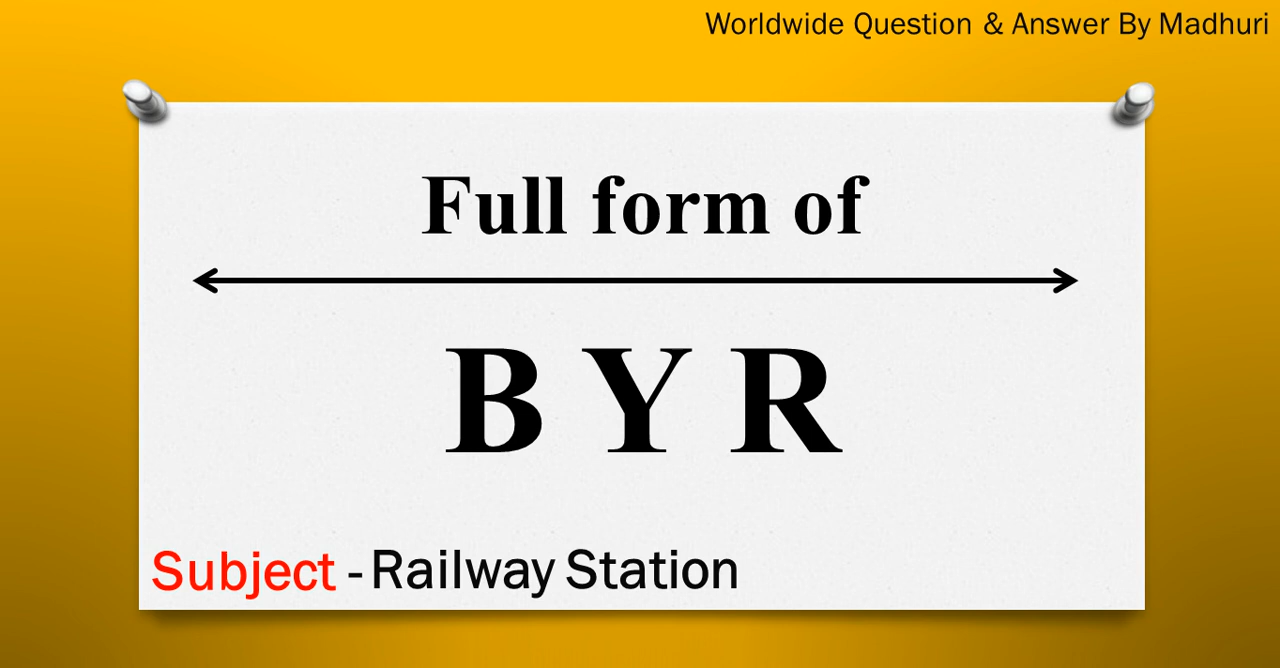 Worldwide Question & Answer By Madhuri
Full form of
B Y R
Subject - Railway Station